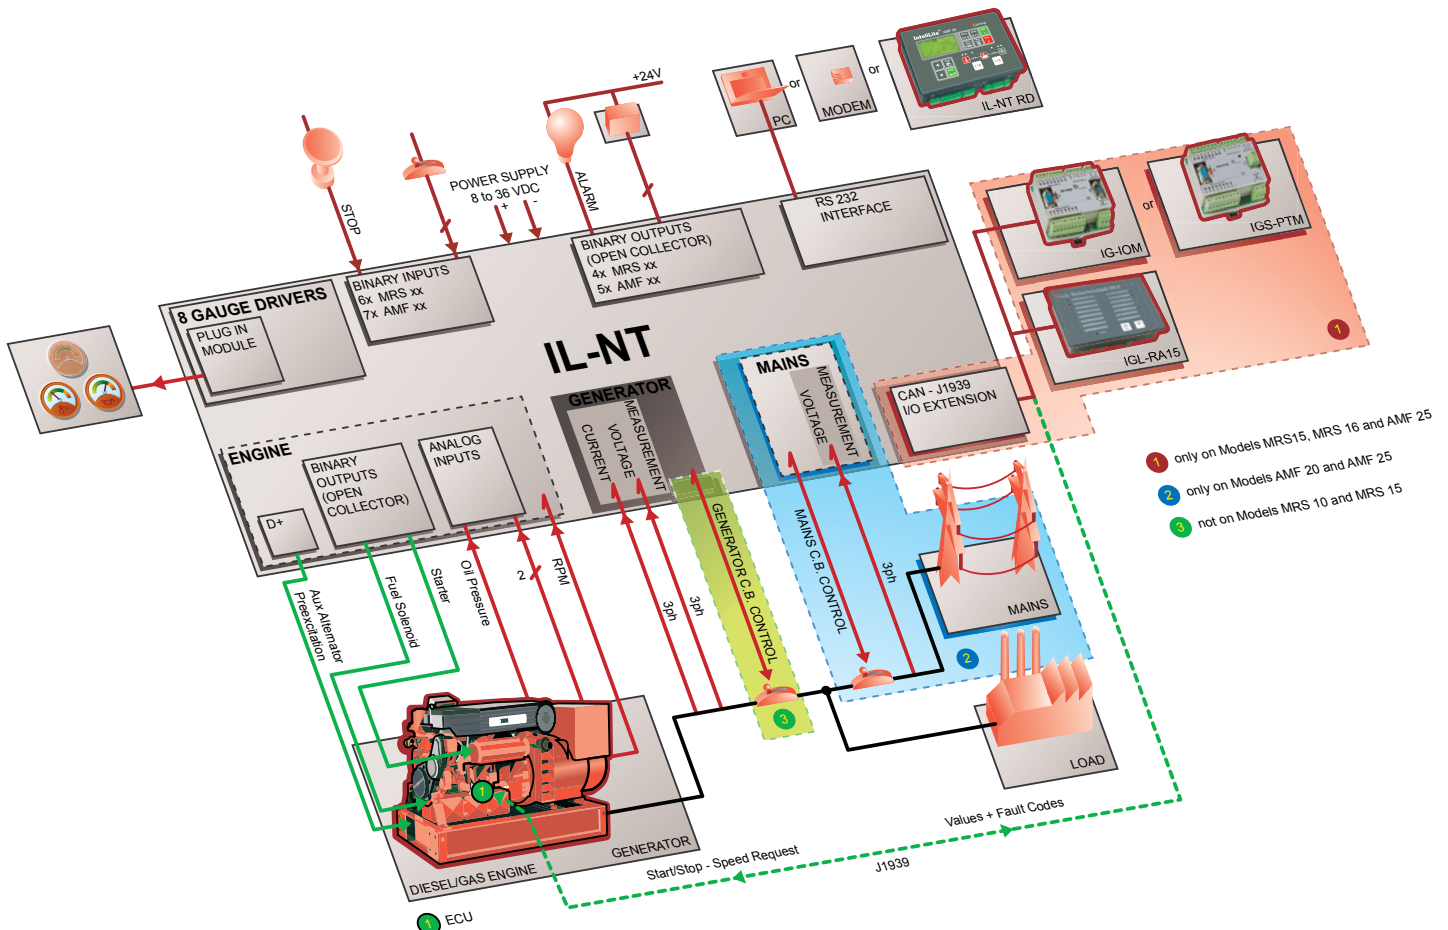 +24V
or
or
PC
MODEM
InteliLite
AMF 25
IL-NT RD
STOP
POWER SUPPLY
8 to 36 VDC
+
-
ALARM
BINARY INPUTS
6x MRS xx
7x AMF xx
BINARY OUTPUTS
(OPEN COLLECTOR)
4x MRS xx
5x AMF xx
RS 232
INTERFACE
IG-IOM
or
IGS-PTM
IGL-RA15
1
8 GAUGE DRIVERS
PLUG IN
MODULE
IL-NT
GENERATOR
CURRENT
VOLTAGE
MEASUREMENT
MAINS
VOLTAGE
MEASUREMENT
CAN - J1939
I/O EXTENSION
ENGINE
D+
BINARY
OUTPUTS
(OPEN
COLLECTOR)
ANALOG
INPUTS
1 only on Models MRS15, MRS 16 and AMF 25
2 only on Models AMF 20 and AMF 25
3 not on Models MRS 10 and MRS 15
Aux Alternator
Preexcitation
Fuel Solenoid
Starter
Oil Pressure
2
RPM
3ph
3ph
GENERATOR C.B. CONTROL
MAINS C.B. CONTROL
3ph
MAINS
2
3
LOAD
1
GENERATOR
DIESEL/GAS ENGINE
Values + Fault Codes
Start/Stop - Speed Request
J1939
1 ECU